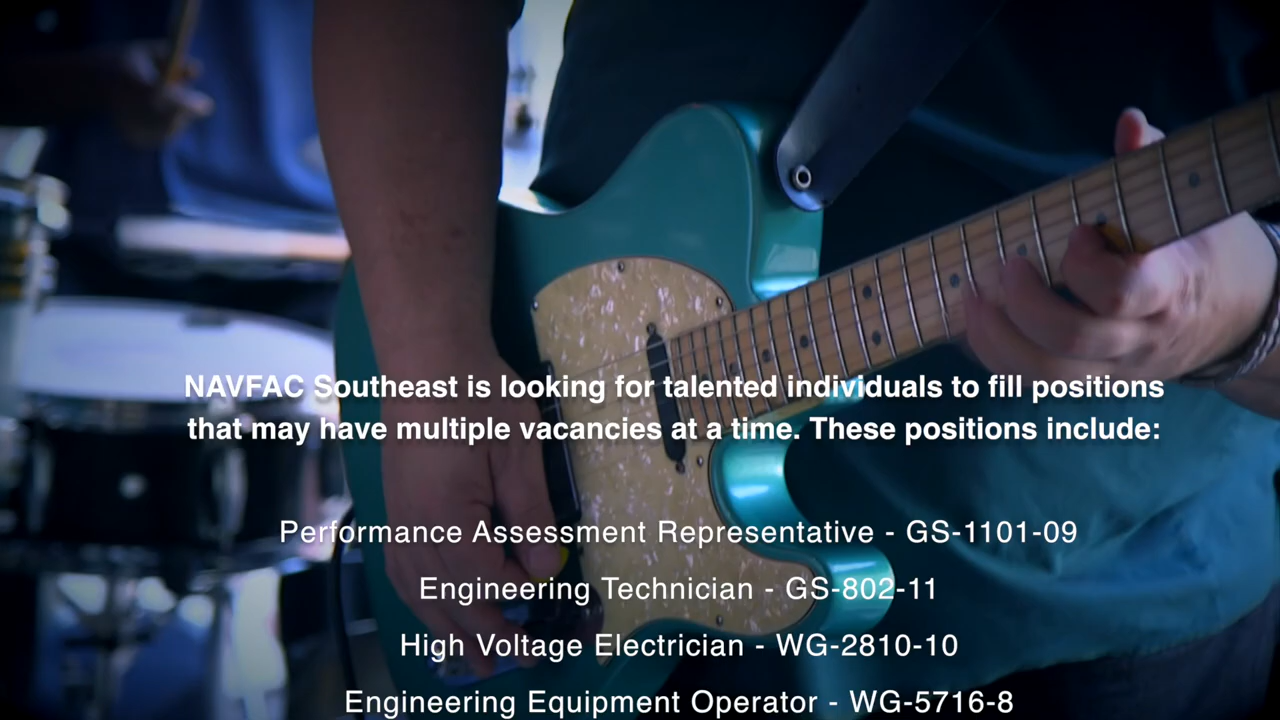 NAVFAC Southeast is looking for talented individuals to fill positions
that may have multiple vacancies at a time. These positions include:
Performance Assessment Representative - GS-1101-09
Engineering Technician - GS-802-11
High Voltage Electrician - WG-2810-10
Engineering Equipment Operator - WG-5716-8